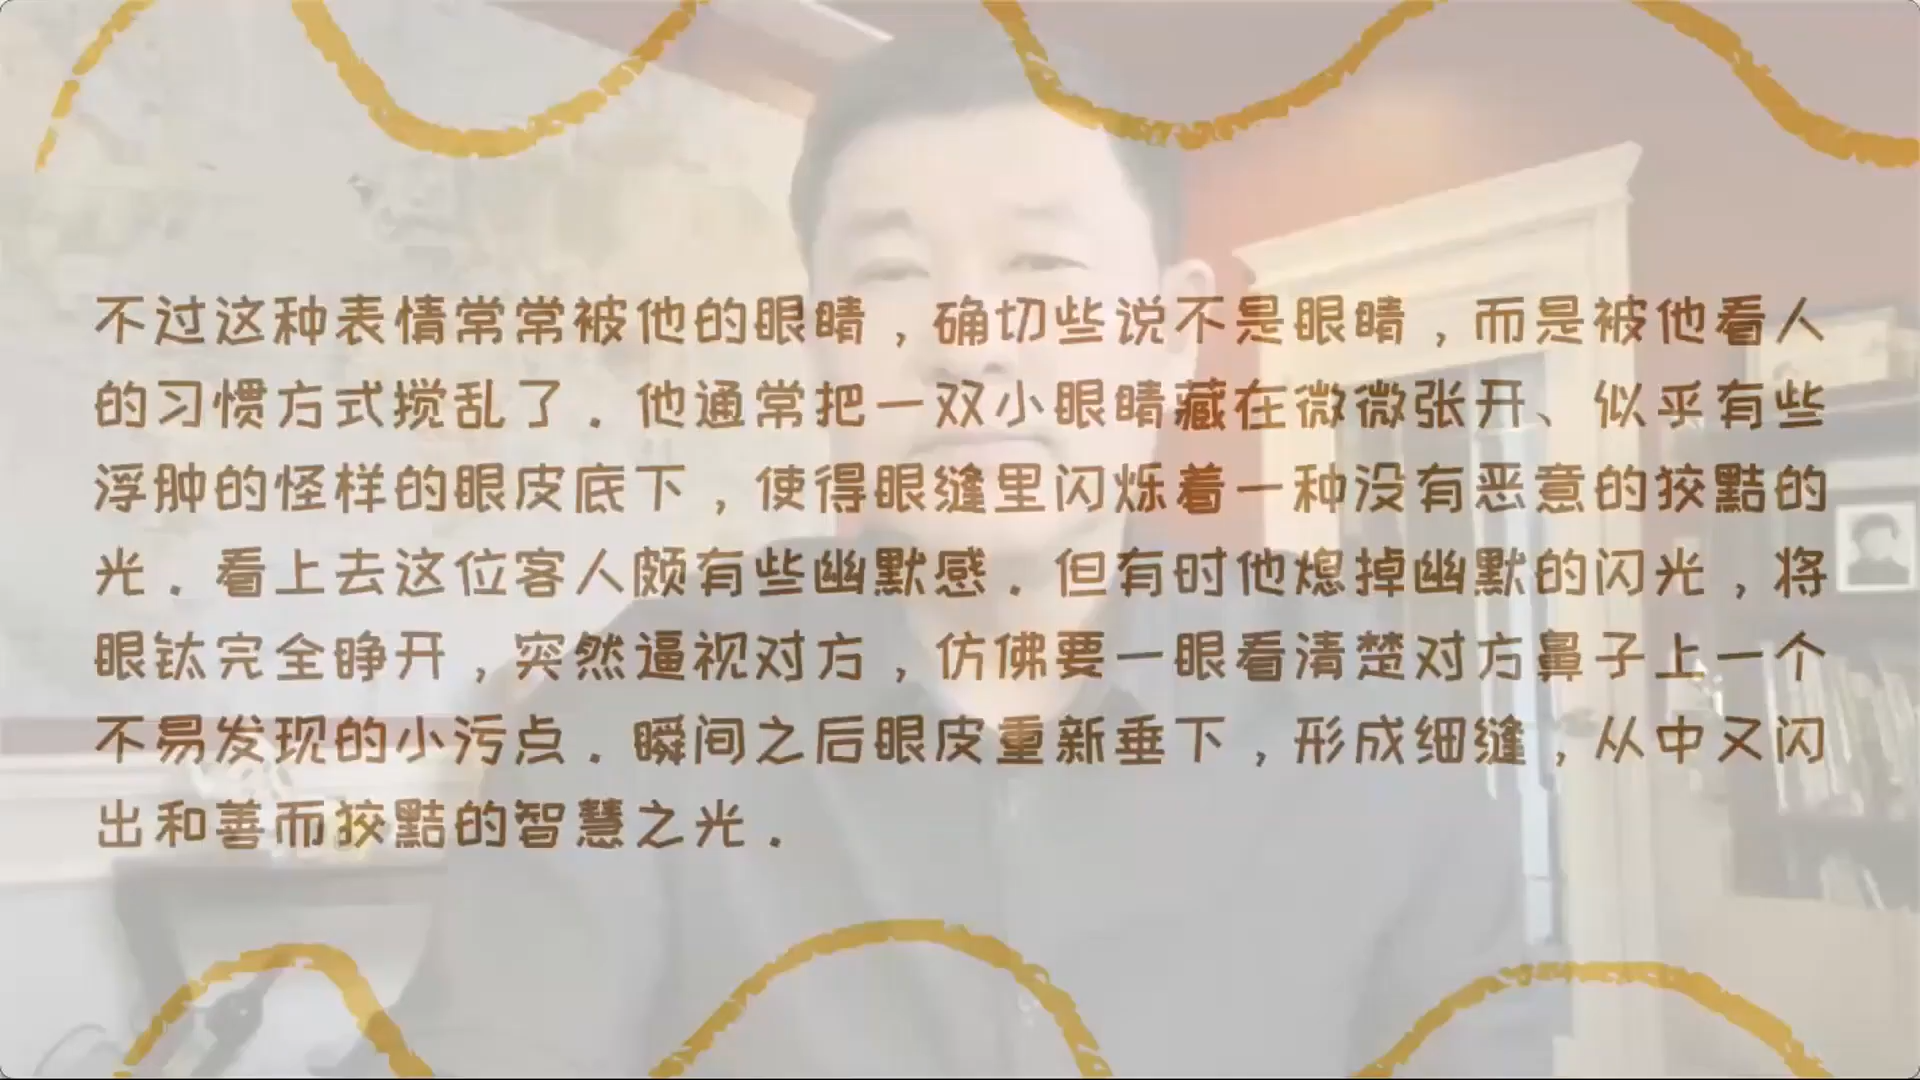 不过这种表情常常被他的眼睛，确切些说不是眼睛，而是被他看人
的习惯方式搅乱了．他通常把一双小眼睛藏在微微张开、似乎有些
浮肿的怪样的眼皮底下，使得眼缝里闪烁着一种没有恶意的狡黠的
光．看上去这位客人颇有些幽默感．但有时他熄掉幽默的闪光，将
眼钛完全睁开，突然逼视对方，仿佛要一眼看清楚对方鼻子上一个
不易发现的小污点．瞬间之后眼皮重新垂下，形成细缝，从中又闪
出和善而狡黠的智慧之光．